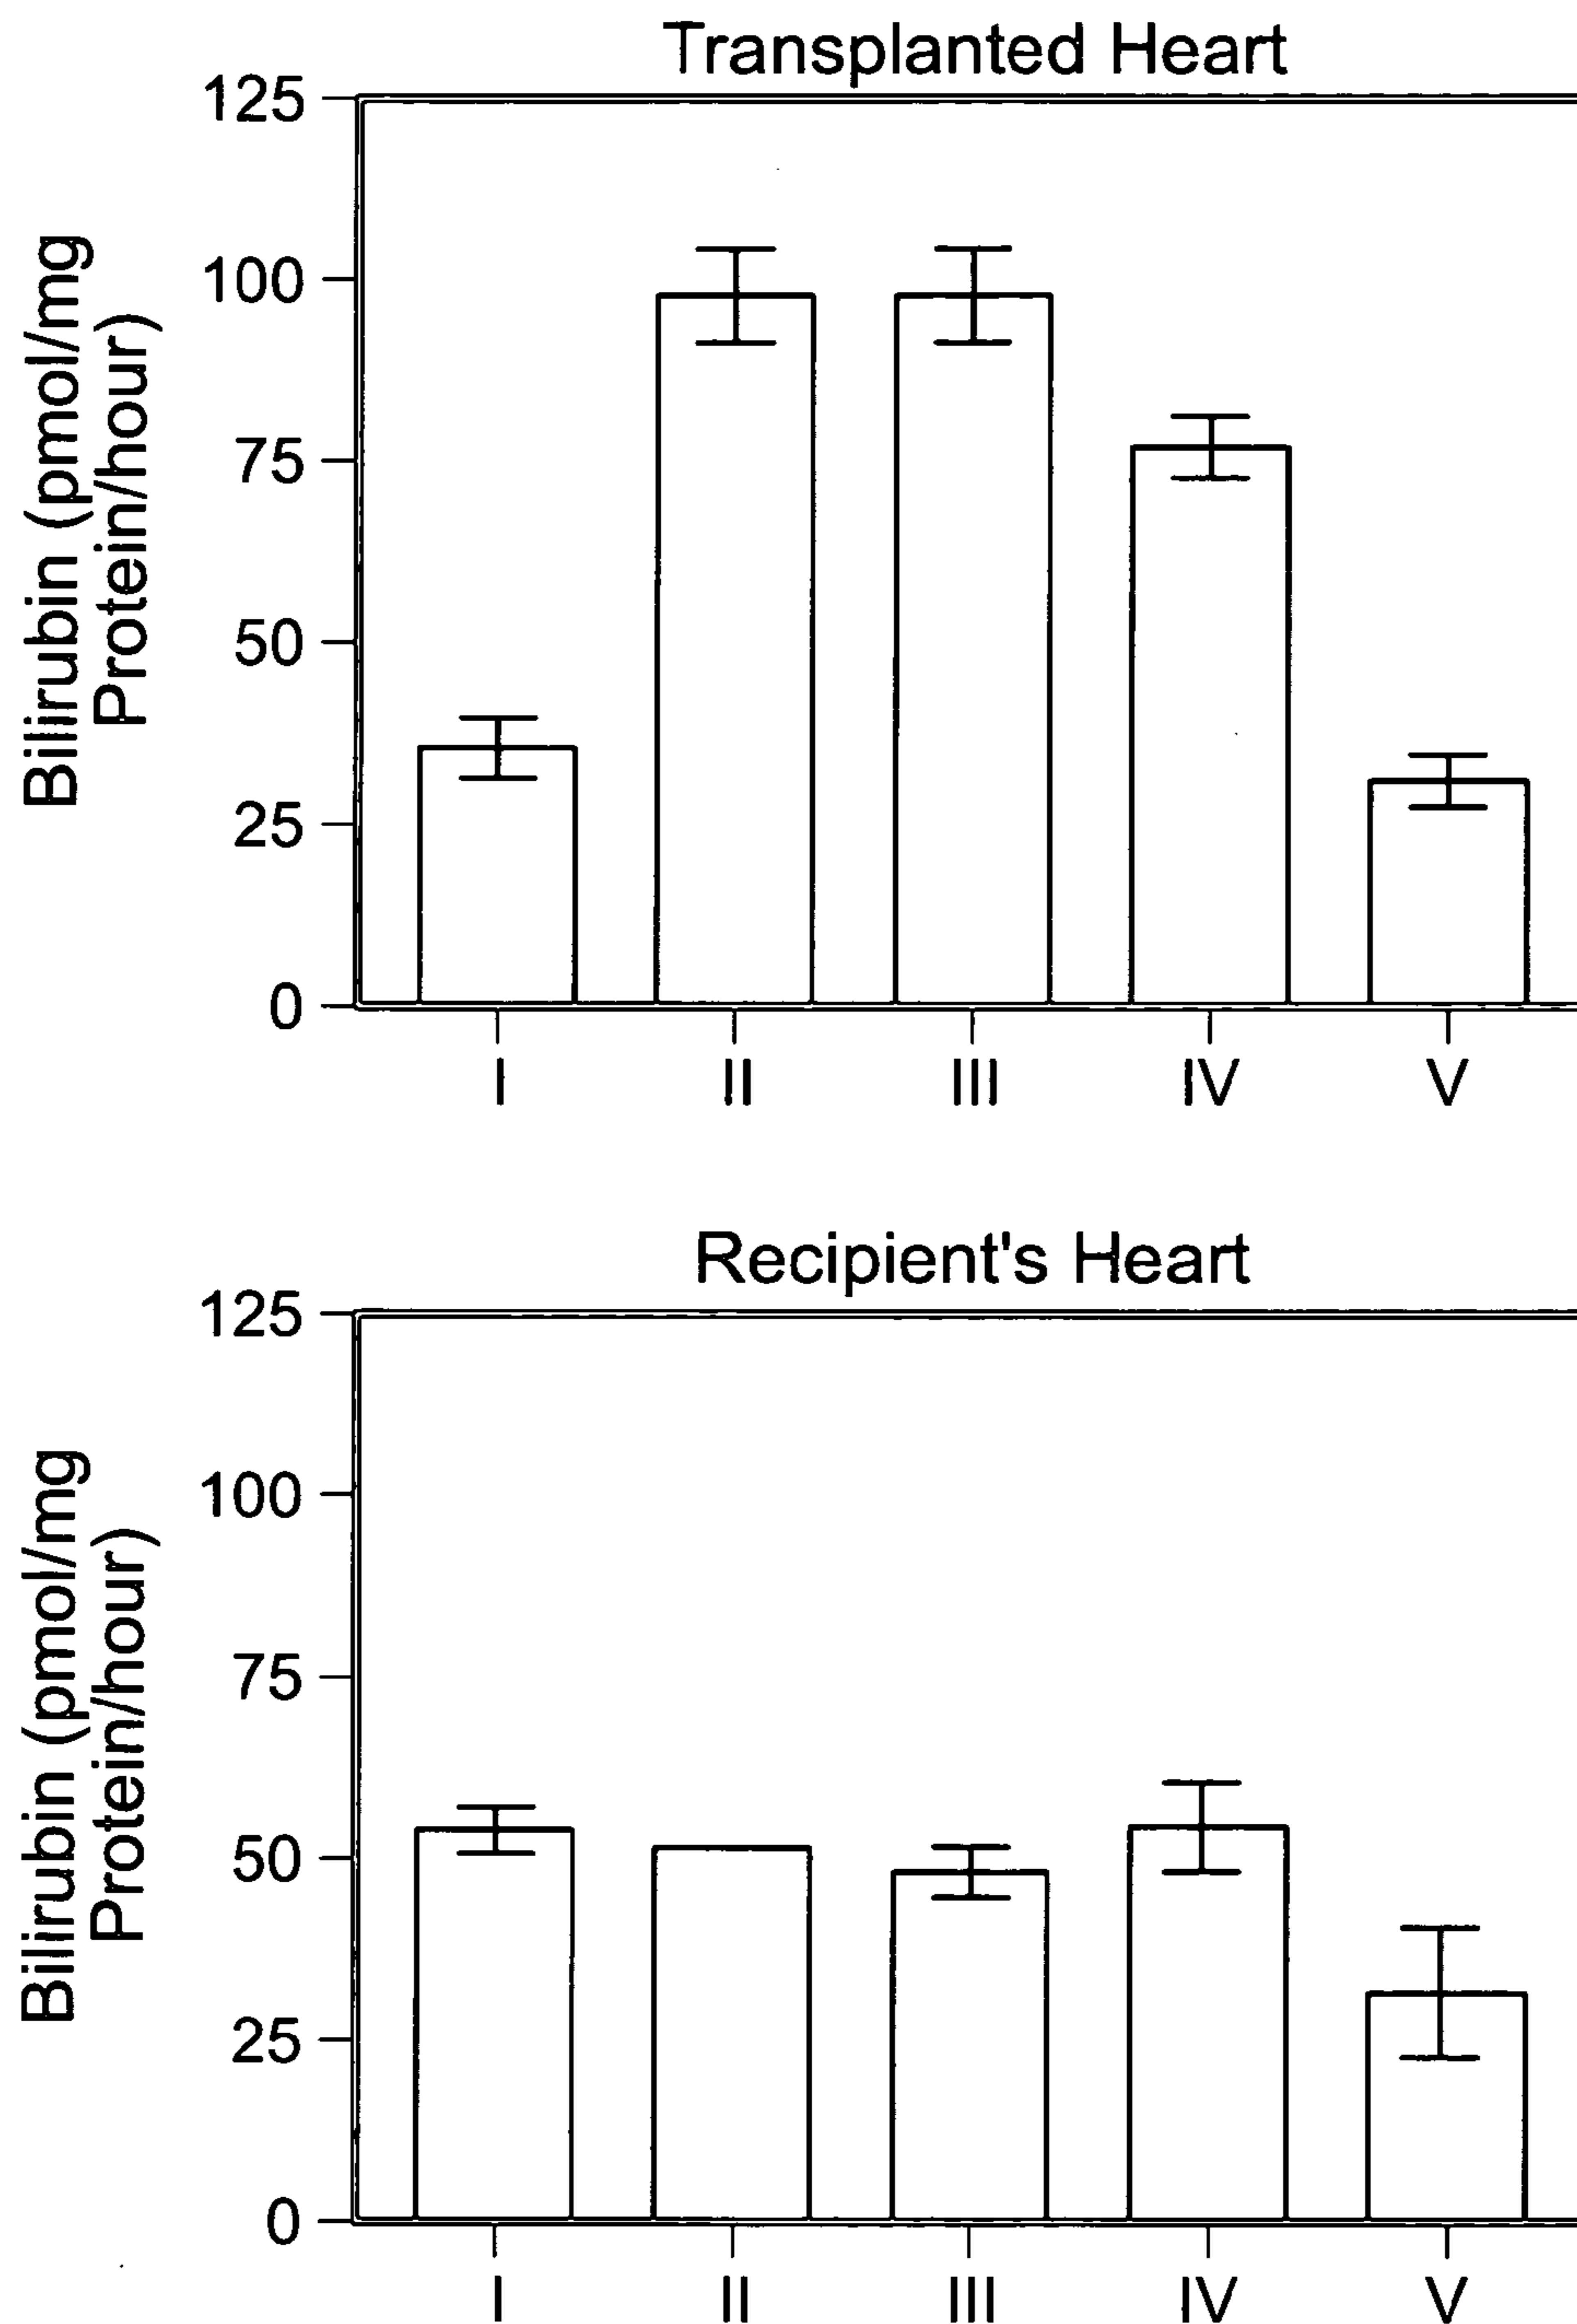 Transplanted Heart
Bilirubin (pmol/mg
Protein/hour)
125
100
75
50
25
0
I II III IV V
Recipient's Heart
Bilirubin (pmol/mg
Protein/hour)
125
100
75
50
25
0
I II III IV V